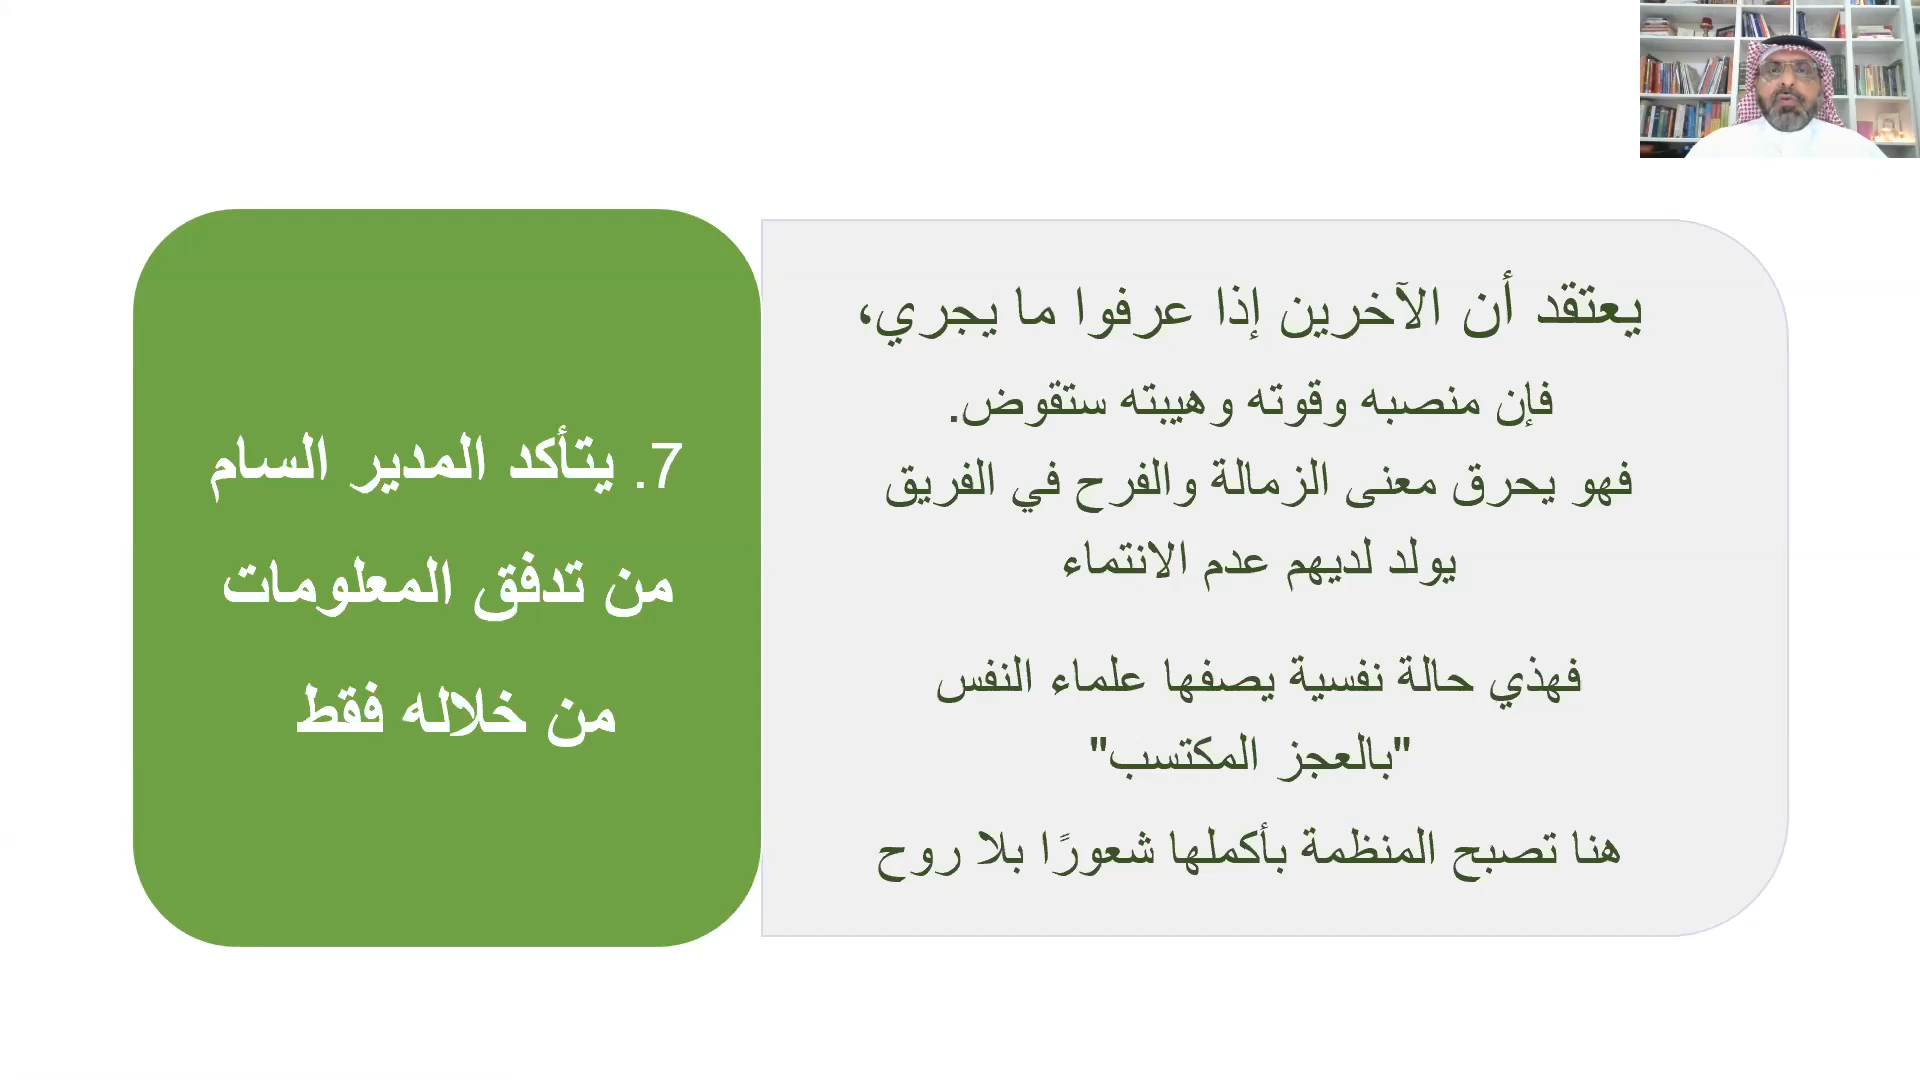 7. يتأكد المدير السام
من تدفق المعلومات
من خلاله فقط
يعتقد أن الآخرين إذا عرفوا ما يجري،
فإن منصبه وقوته وهيبته ستقوض.
فهو يحرق معنى الزمالة والفرح في الفريق
يولد لديهم عدم الانتماء
فهذي حالة نفسية يصفها علماء النفس
"بالعجز المكتسب"
هنا تصبح المنظمة بأكملها شعورًا بلا روح